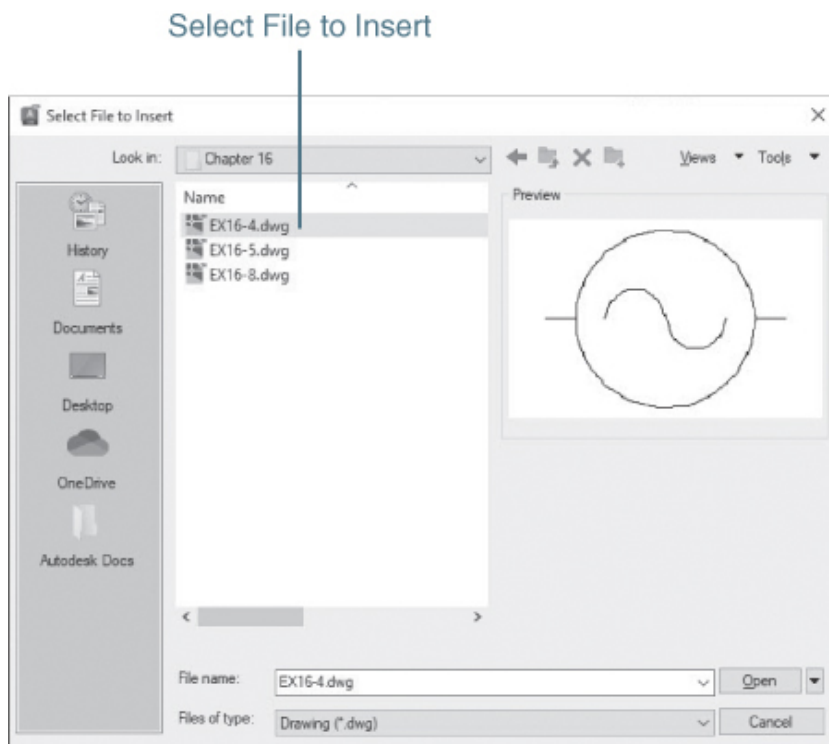 Select File to Insert
Select File to Insert
Look in:
Chapter 16
Views
Tools
Name
EX16-4.dwg
EX16-5.dwg
EX16-8.dwg
Preview
History
Documents
Desktop
OneDrive
Autodesk Docs
File name:
EX16-4.dwg
Open
Files of type:
Drawing (*.dwg)
Cancel